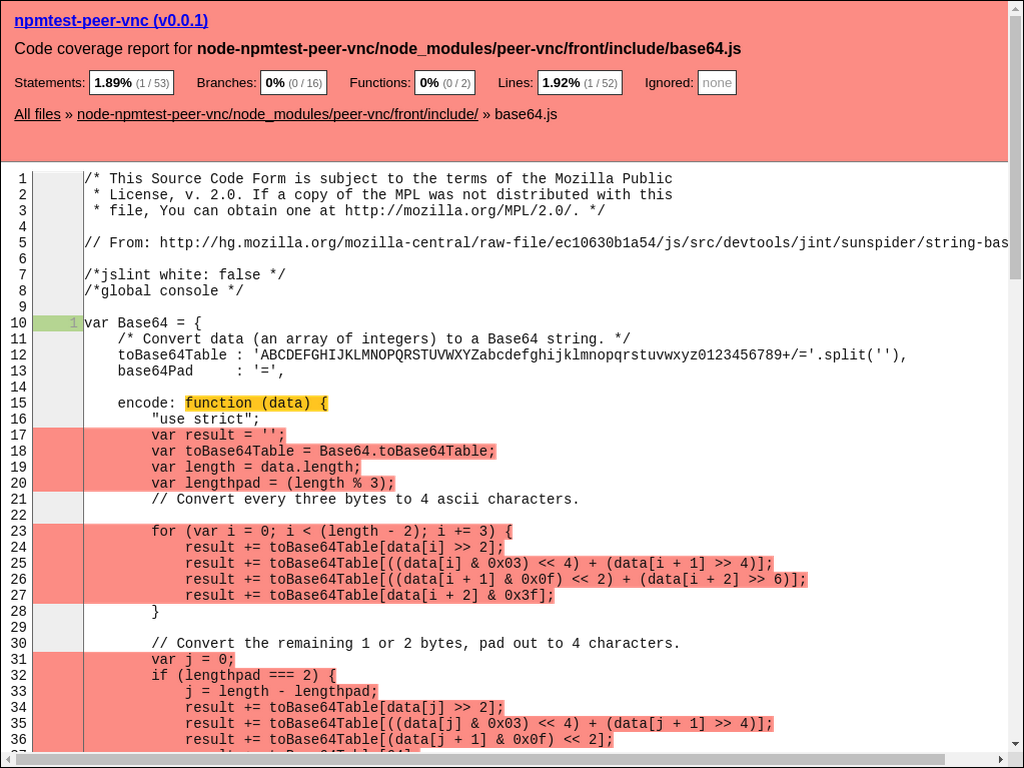 npmtest-peer-vnc (v0.0.1)
Code coverage report for node-npmtest-peer-vnc/node_modules/peer-vnc/front/include/base64.js
Statements: 1.89% (1 / 53) Branches: 0% (0 / 16) Functions: 0% (0 / 2) Lines: 1.92% (1 / 52) Ignored: none
All files » node-npmtest-peer-vnc/node_modules/peer-vnc/front/include/ » base64.js
1 /* This Source Code Form is subject to the terms of the Mozilla Public
2  * License, v. 2.0. If a copy of the MPL was not distributed with this
3  * file, You can obtain one at http://mozilla.org/MPL/2.0/. */
4
5 // From: http://hg.mozilla.org/mozilla-central/raw-file/ec10630b1a54/js/src/devtools/jint/sunspider/string-bas
6
7 /*jslint white: false */
8 /*global console */
9
10 1 var Base64 = {
11     /* Convert data (an array of integers) to a Base64 string. */
12     toBase64Table : 'ABCDEFGHIJKLMNOPQRSTUVWXYZabcdefghijklmnopqrstuvwxyz0123456789+/='.split(''),
13     base64Pad     : '=',
14
15     encode: function (data) {
16         "use strict";
17         var result = '';
18         var toBase64Table = Base64.toBase64Table;
19         var length = data.length;
20         var lengthpad = (length % 3);
21         // Convert every three bytes to 4 ascii characters.
22
23         for (var i = 0; i < (length - 2); i += 3) {
24             result += toBase64Table[data[i] >> 2];
25             result += toBase64Table[((data[i] & 0x03) << 4) + (data[i + 1] >> 4)];
26             result += toBase64Table[((data[i + 1] & 0x0f) << 2) + (data[i + 2] >> 6)];
27             result += toBase64Table[data[i + 2] & 0x3f];
28         }
29
30         // Convert the remaining 1 or 2 bytes, pad out to 4 characters.
31         var j = 0;
32         if (lengthpad === 2) {
33             j = length - lengthpad;
34             result += toBase64Table[data[j] >> 2];
35             result += toBase64Table[((data[j] & 0x03) << 4) + (data[j + 1] >> 4)];
36             result += toBase64Table[(data[j + 1] & 0x0f) << 2];